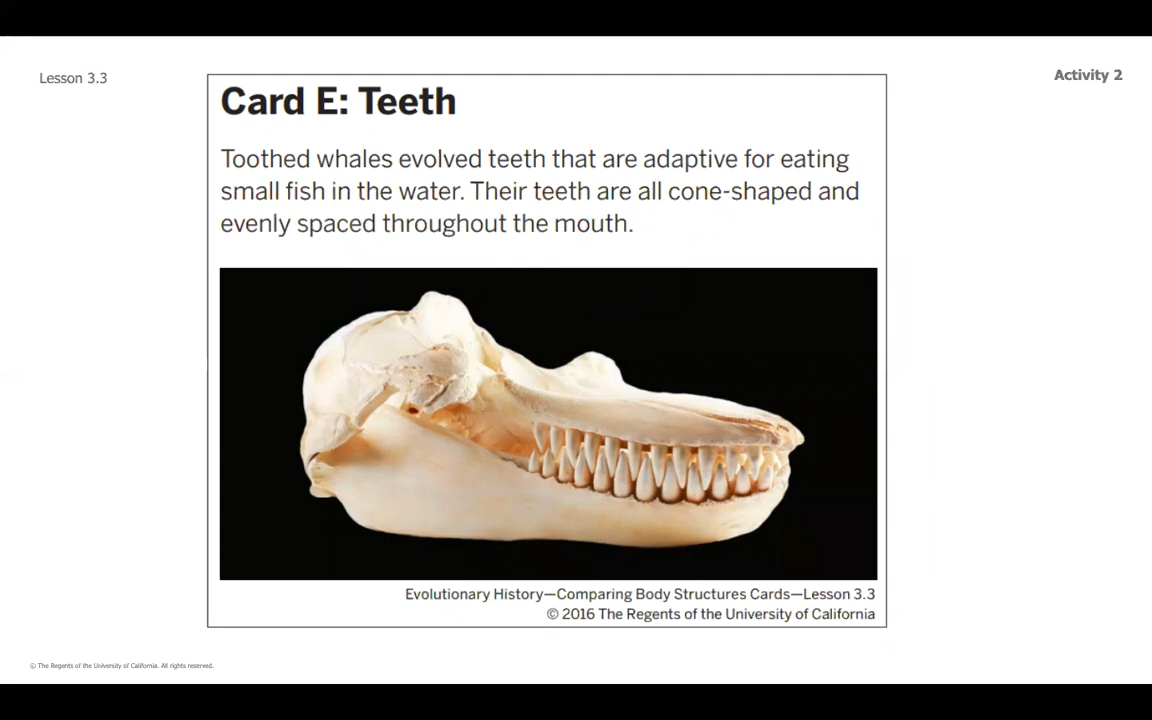 Lesson 3.3
Activity 2
Card E: Teeth
Toothed whales evolved teeth that are adaptive for eating
small fish in the water. Their teeth are all cone-shaped and
evenly spaced throughout the mouth.
Evolutionary History—Comparing Body Structures Cards—Lesson 3.3
© 2016 The Regents of the University of California
© The Regents of the University of California. All rights reserved.